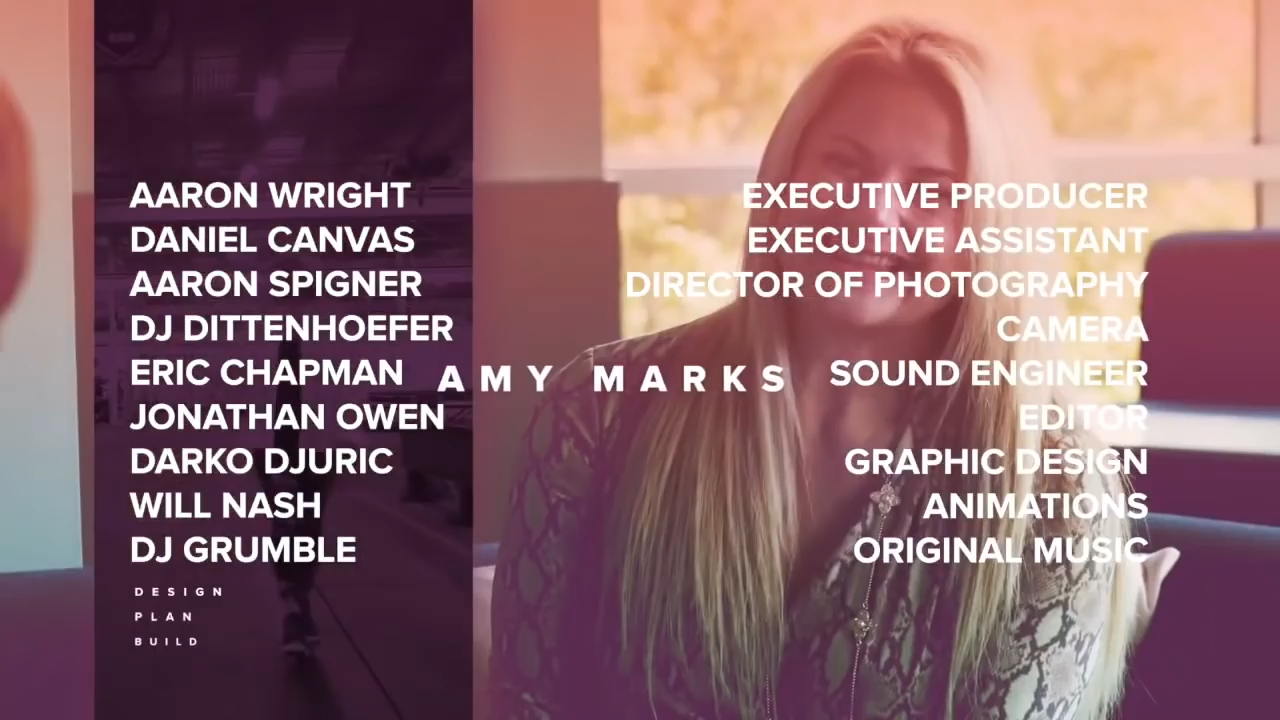 AARON WRIGHT EXECUTIVE PRODUCER
DANIEL CANVAS EXECUTIVE ASSISTANT
AARON SPIGNER DIRECTOR OF PHOTOGRAPHY
DJ DITTENHOEFER CAMERA
ERIC CHAPMAN SOUND ENGINEER
AMY MARKS
JONATHAN OWEN EDITOR
DARKO DJURIC GRAPHIC DESIGN
WILL NASH ANIMATIONS
DJ GRUMBLE ORIGINAL MUSIC
DESIGN
PLAN
BUILD